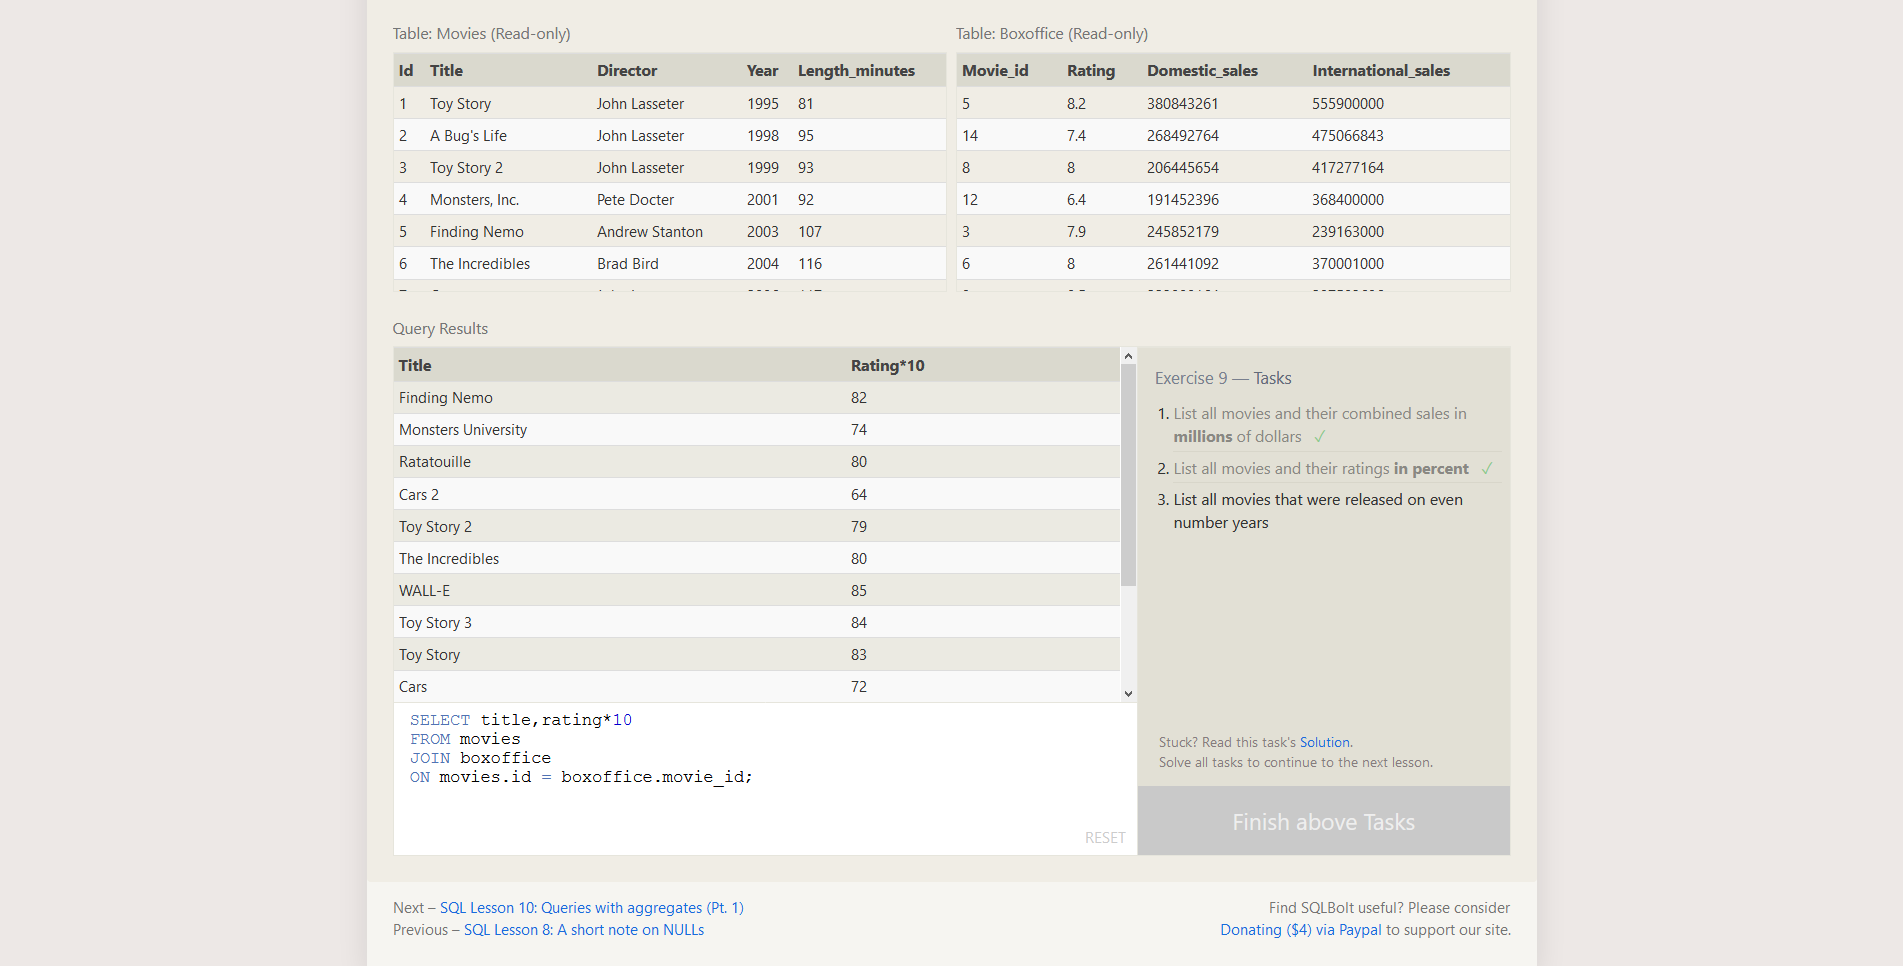 Table: Movies (Read-only)
Id Title Director Year Length_minutes
1 Toy Story John Lasseter 1995 81
2 A Bug's Life John Lasseter 1998 95
3 Toy Story 2 John Lasseter 1999 93
4 Monsters, Inc. Pete Docter 2001 92
5 Finding Nemo Andrew Stanton 2003 107
6 The Incredibles Brad Bird 2004 116
Table: Boxoffice (Read-only)
Movie_id Rating Domestic_sales International_sales
5 8.2 380843261 555900000
14 7.4 268492764 475066843
8 8 206445654 417277164
12 6.4 191452396 368400000
3 7.9 245852179 239163000
6 8 261441092 370001000
Query Results
Title Rating*10
Finding Nemo 82
Monsters University 74
Ratatouille 80
Cars 2 64
Toy Story 2 79
The Incredibles 80
WALL-E 85
Toy Story 3 84
Toy Story 83
Cars 72
SELECT title,rating*10
FROM movies
JOIN boxoffice
ON movies.id = boxoffice.movie_id;
RESET
Exercise 9 — Tasks
1. List all movies and their combined sales in
millions of dollars ✓
2. List all movies and their ratings in percent ✓
3. List all movies that were released on even
number years
Stuck? Read this task's Solution.
Solve all tasks to continue to the next lesson.
Finish above Tasks
Next – SQL Lesson 10: Queries with aggregates (Pt. 1)
Previous – SQL Lesson 8: A short note on NULLs
Find SQLBolt useful? Please consider
Donating ($4) via Paypal to support our site.